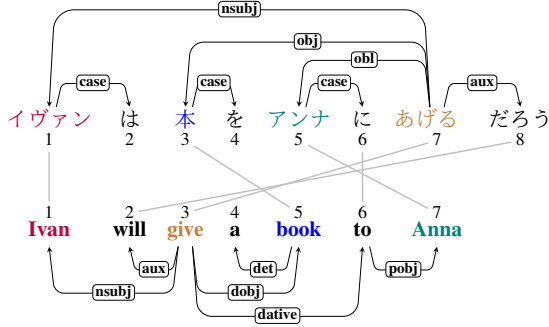 nsubj
obj
obl
case case case aux
イヴァン は 本 を アンナ に あげる だろう
1 2 3 4 5 6 7 8
1 2 3 4 5 6 7
Ivan will give a book to Anna
aux det pobj
nsubj dobj
dative